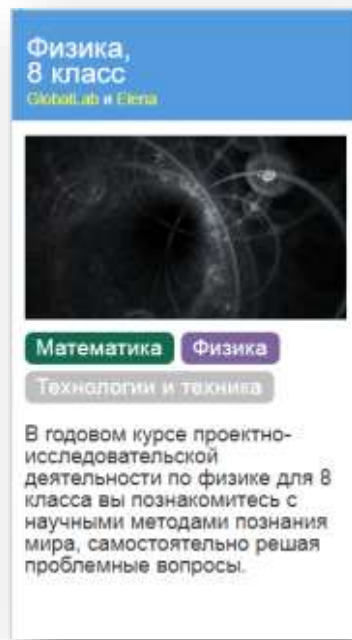 Физика,
8 класс
GlobalLab и Elena
Математика Физика
Технологии и техника
В годовом курсе проектно-
исследовательской
деятельности по физике для 8
класса вы познакомитесь с
научными методами познания
мира, самостоятельно решая
проблемные вопросы.